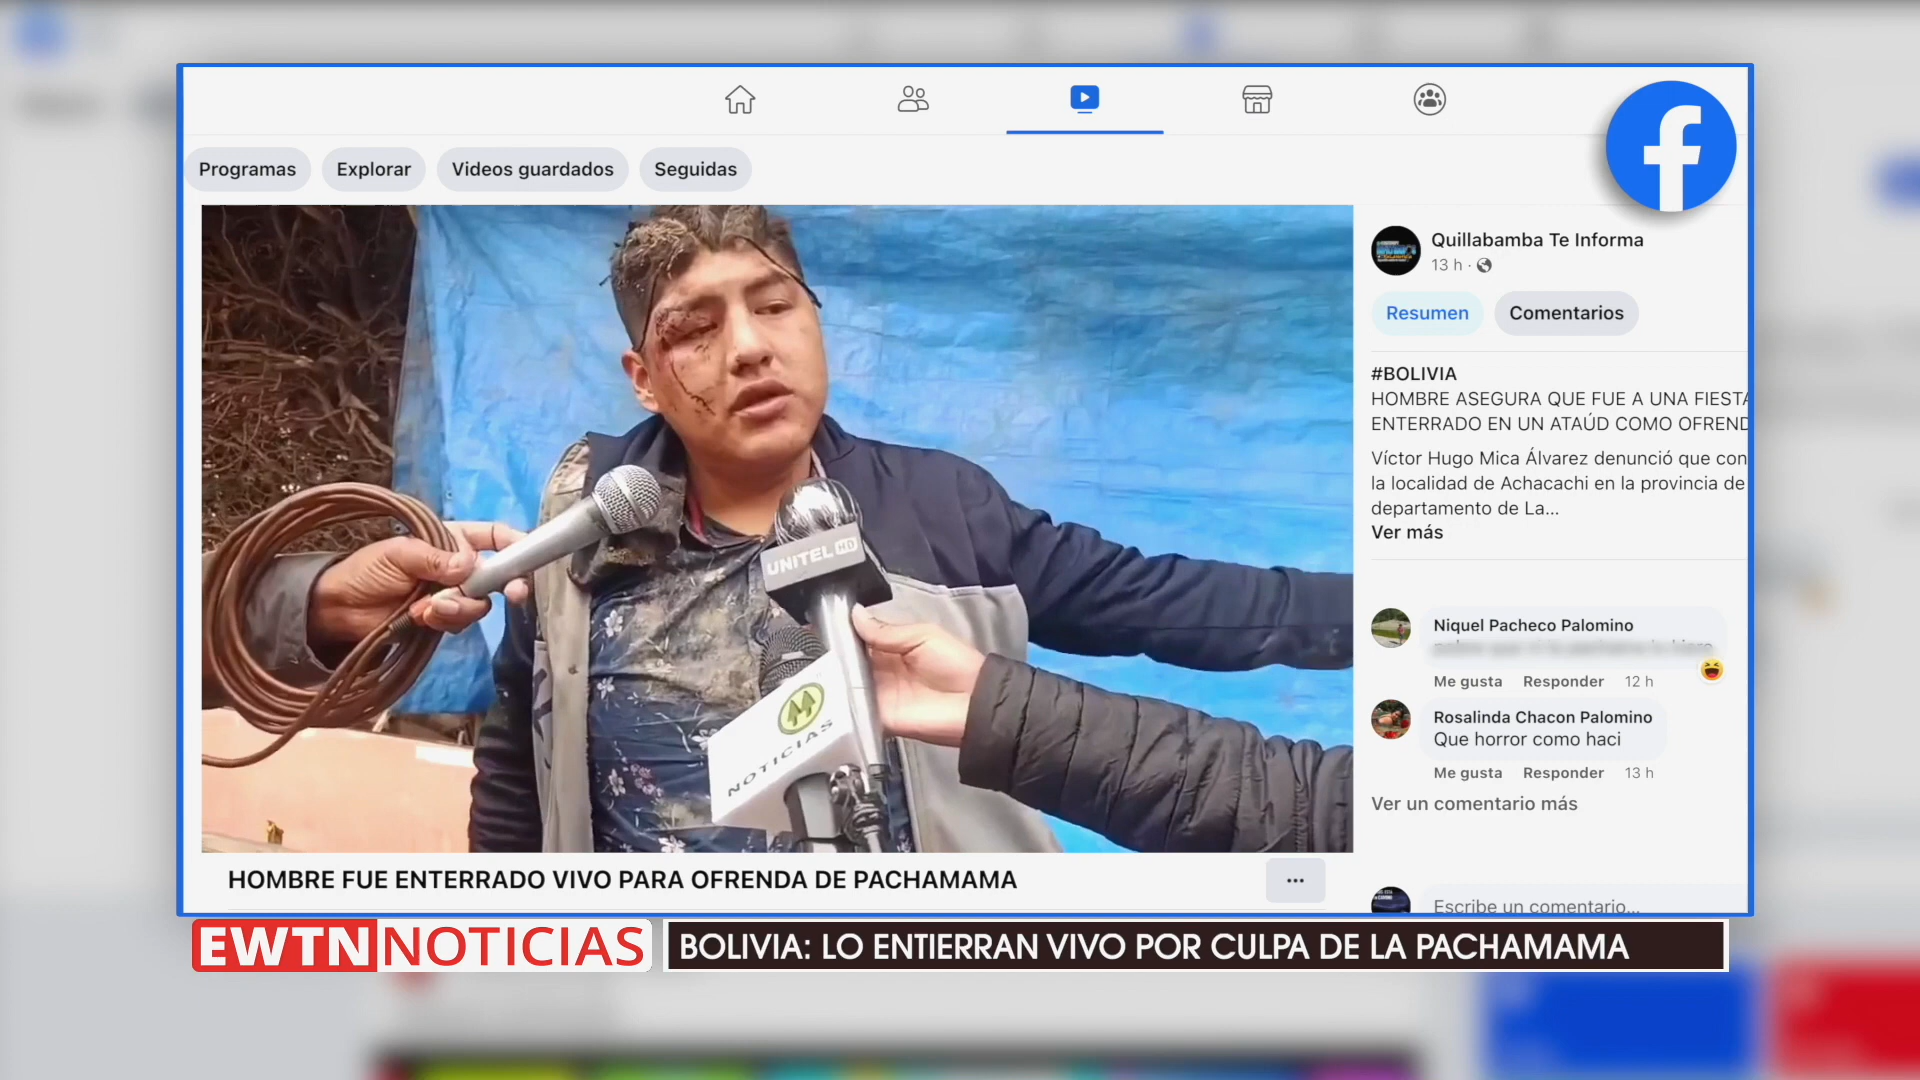 Programas
Explorar
Videos guardados
Seguidas
UNITEL HD
NOTICIAS
HOMBRE FUE ENTERRADO VIVO PARA OFRENDA DE PACHAMAMA
Quillabamba Te Informa
13 h ·
Resumen
Comentarios
#BOLIVIA
HOMBRE ASEGURA QUE FUE A UNA FIESTA
ENTERRADO EN UN ATAÚD COMO OFREND
Víctor Hugo Mica Álvarez denunció que con
la localidad de Achacachi en la provincia de
departamento de La...
Ver más
Niquel Pacheco Palomino
Me gusta Responder 12 h
Rosalinda Chacon Palomino
Que horror como haci
Me gusta Responder 13 h
Ver un comentario más
Escribe un comentario...
EWTN NOTICIAS
BOLIVIA: LO ENTIERRAN VIVO POR CULPA DE LA PACHAMAMA